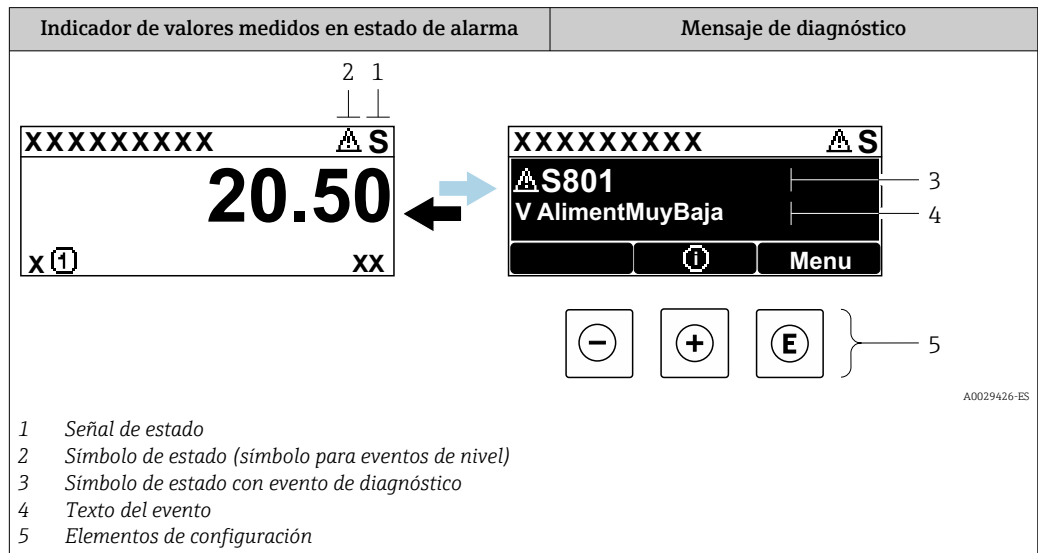 Indicador de valores medidos en estado de alarma
Mensaje de diagnóstico
2 1
XXXXXXXXX S
20.50
X 1 XX
XXXXXXXXX S
S801
V AlimentMuyBaja
i Menu
3
4
- + E
5
A0029426-ES
1 Señal de estado
2 Símbolo de estado (símbolo para eventos de nivel)
3 Símbolo de estado con evento de diagnóstico
4 Texto del evento
5 Elementos de configuración